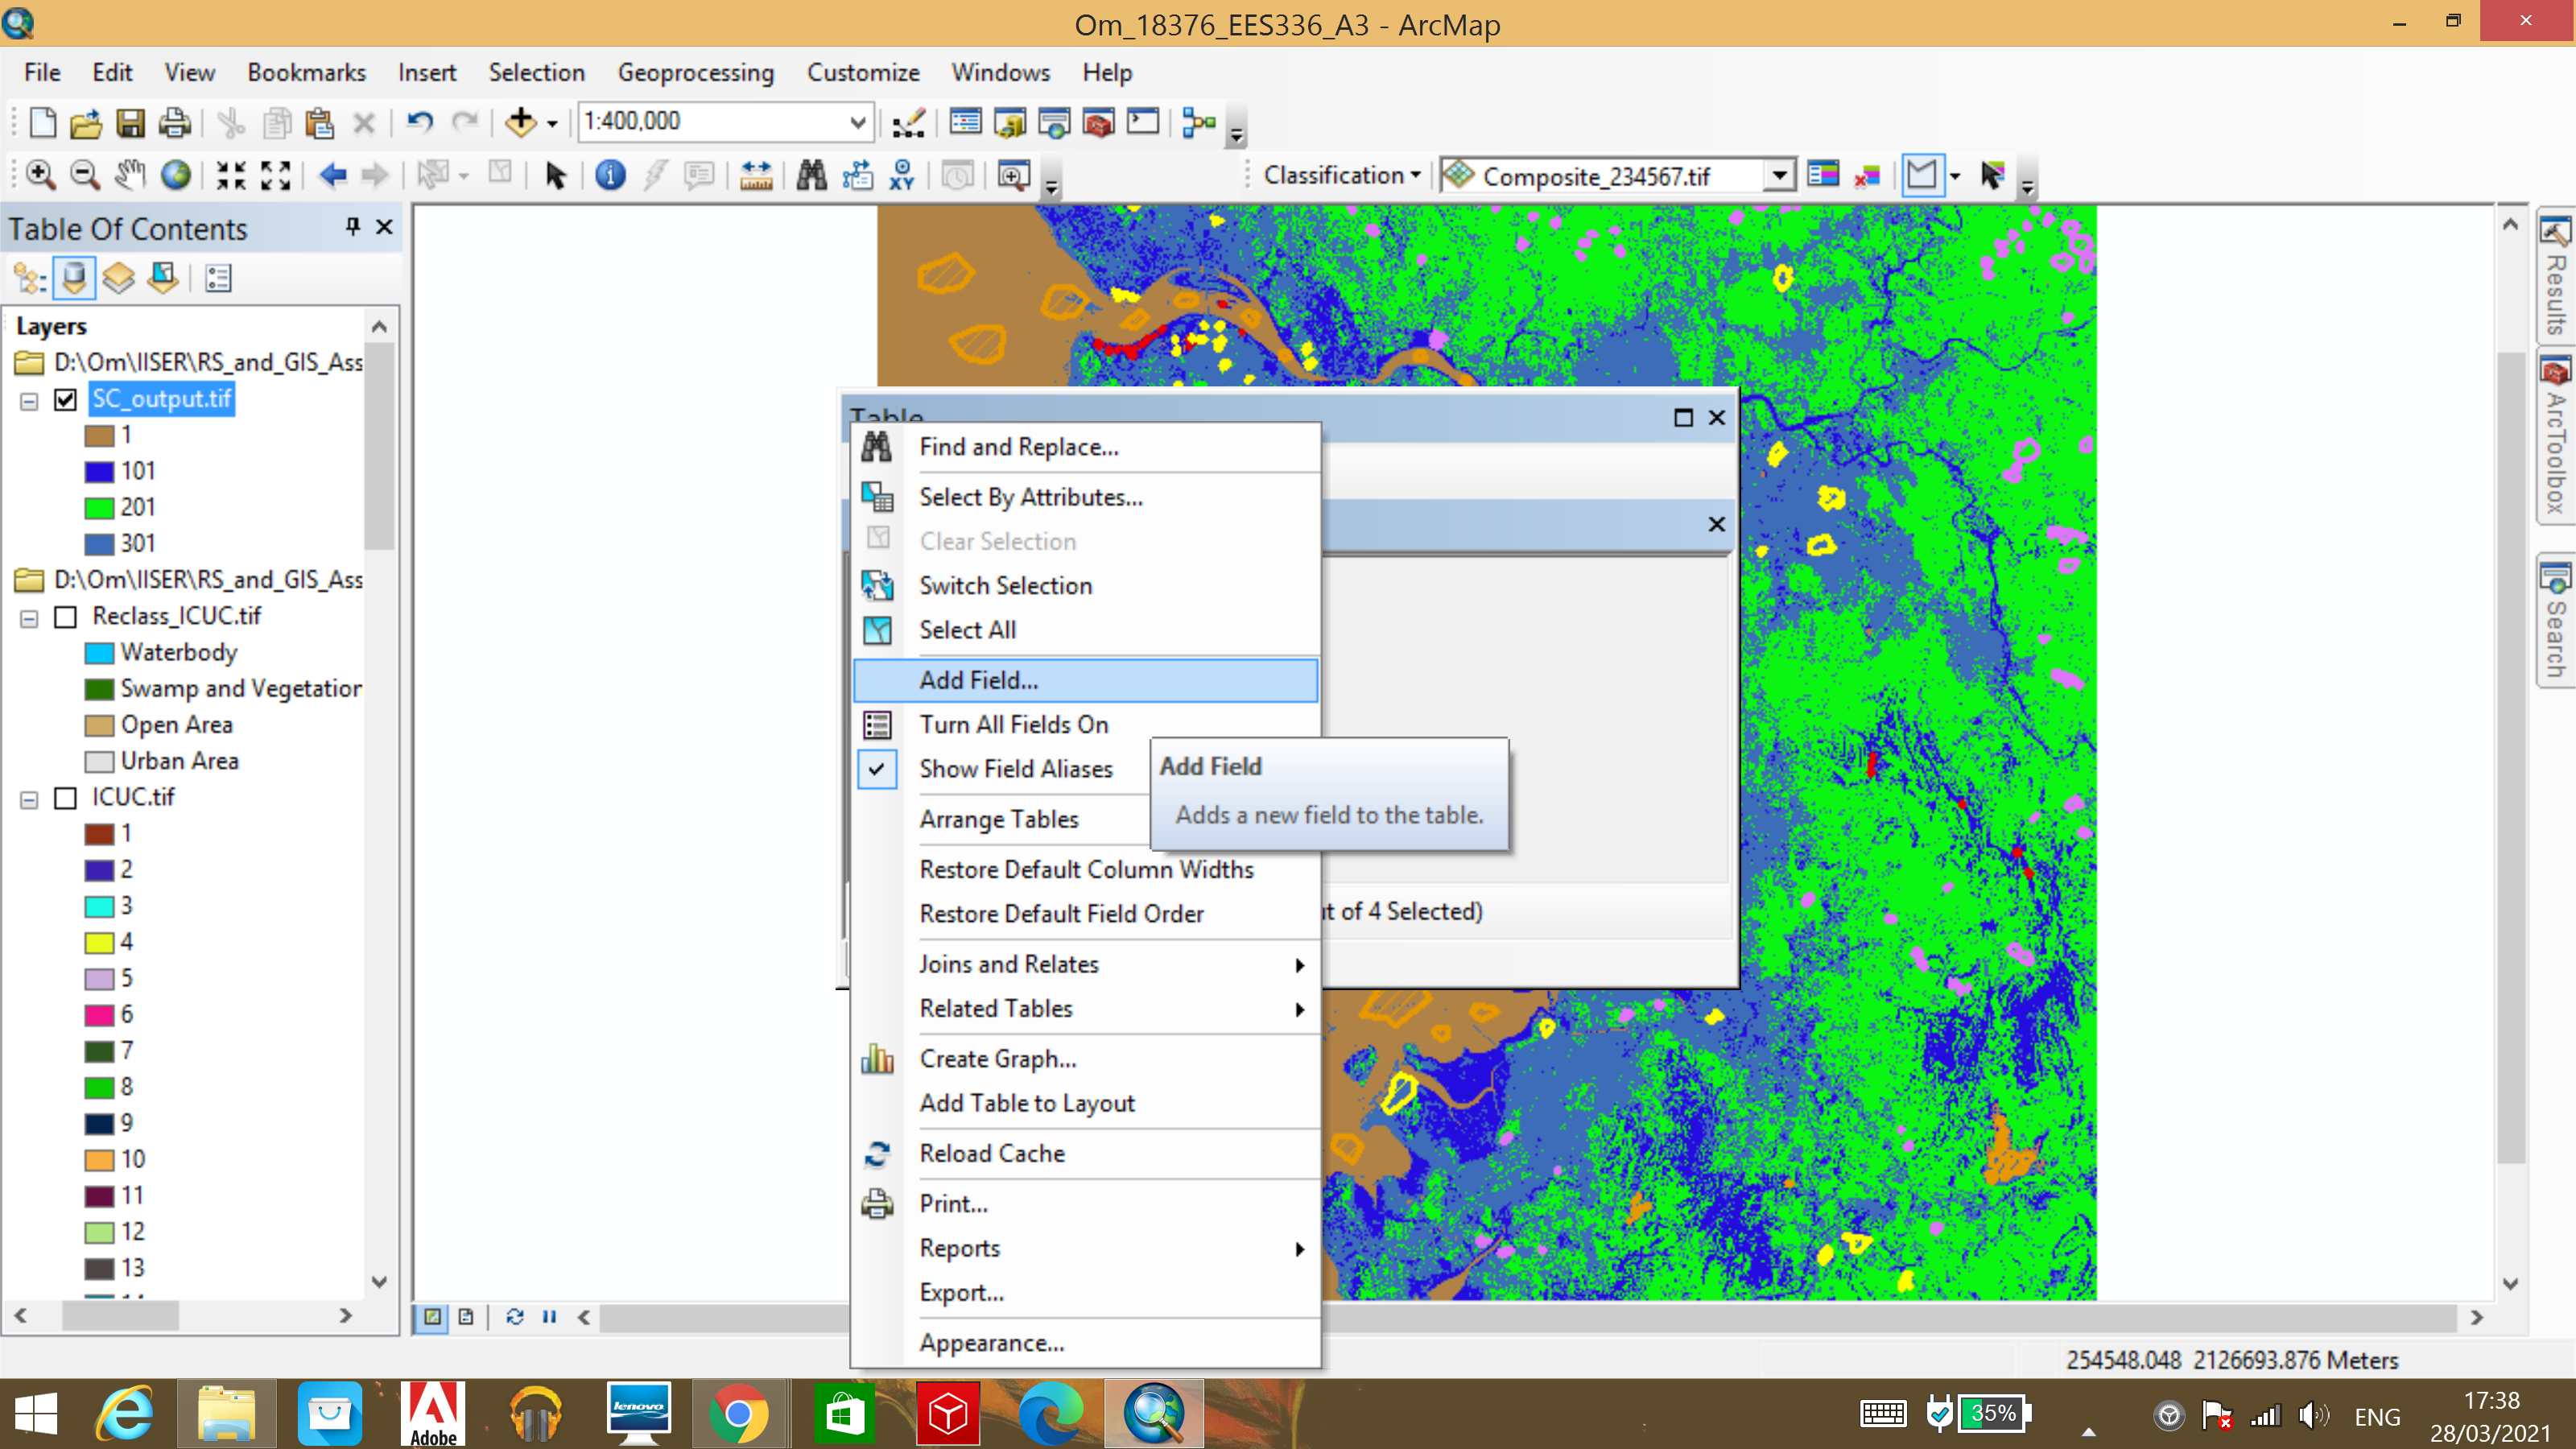 Om_18376_EES336_A3 - ArcMap
File Edit View Bookmarks Insert Selection Geoprocessing Customize Windows Help
1:400,000
Classification Composite_234567.tif
Table Of Contents
Layers
D:\Om\IISER\RS_and_GIS_Ass
SC_output.tif
1
101
201
301
D:\Om\IISER\RS_and_GIS_Ass
Reclass_ICUC.tif
Waterbody
Swamp and Vegetation
Open Area
Urban Area
ICUC.tif
1
2
3
4
5
6
7
8
9
10
11
12
13
Table
Find and Replace...
Select By Attributes...
Clear Selection
Switch Selection
Select All
Add Field...
Turn All Fields On
Show Field Aliases
Arrange Tables
Restore Default Column Widths
Restore Default Field Order
Joins and Relates
Related Tables
Create Graph...
Add Table to Layout
Reload Cache
Print...
Reports
Export...
Appearance...
Add Field
Adds a new field to the table.
of 4 Selected)
Results
ArcToolbox
Search
254548.048 2126693.876 Meters
XY
Adobe
lenovo
35%
ENG
17:38
28/03/2021